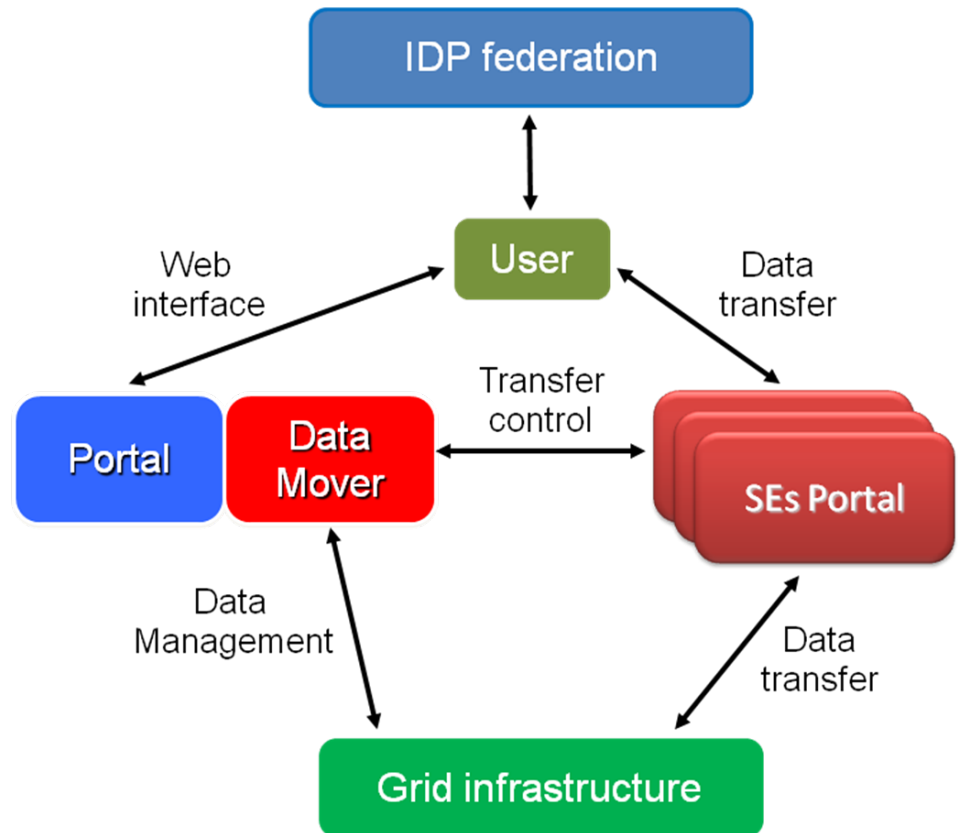 IDP federation
User
Web
interface
Data
transfer
Transfer
control
Portal
Data
Mover
SEs Portal
Data
Management
Data
transfer
Grid infrastructure